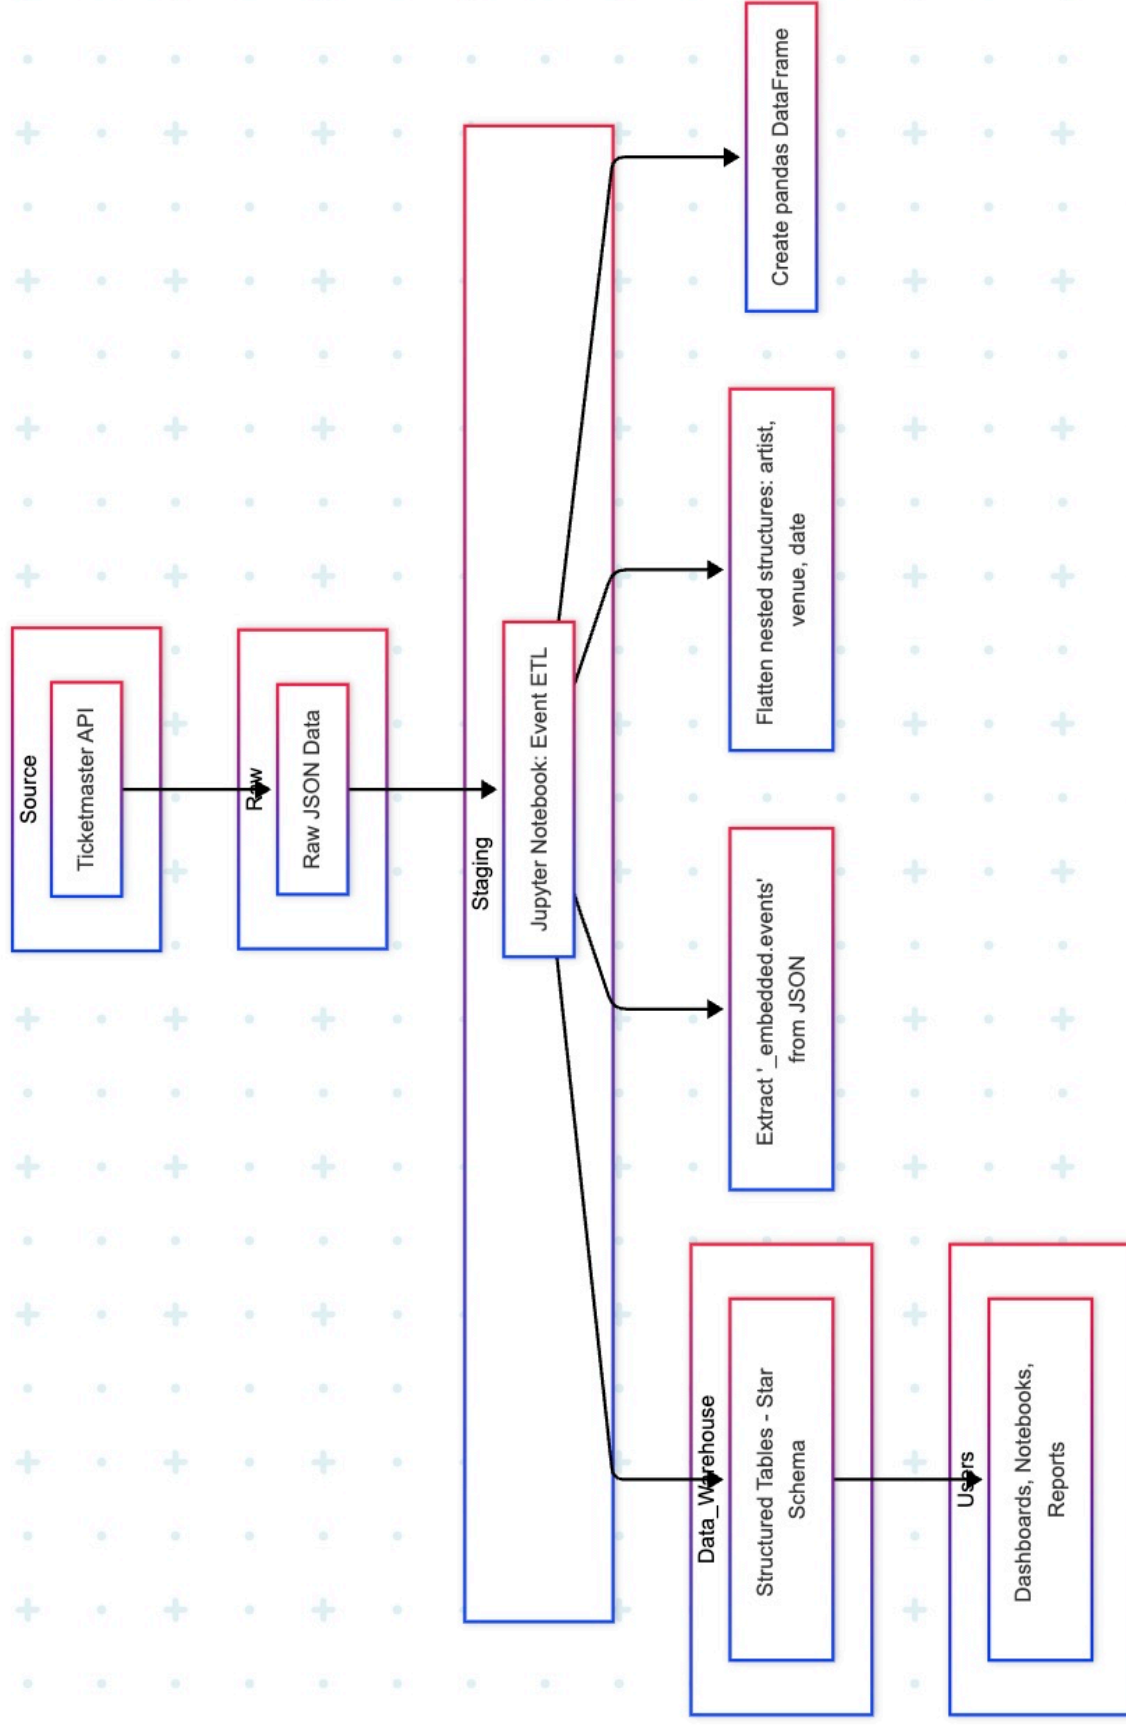 Source
Ticketmaster API
Raw
Raw JSON Data
Staging
Jupyter Notebook: Event ETL
Data_Warehouse
Structured Tables - Star
Schema
Extract '_embedded.events'
from JSON
Flatten nested structures: artist,
venue, date
Create pandas DataFrame
Users
Dashboards, Notebooks,
Reports